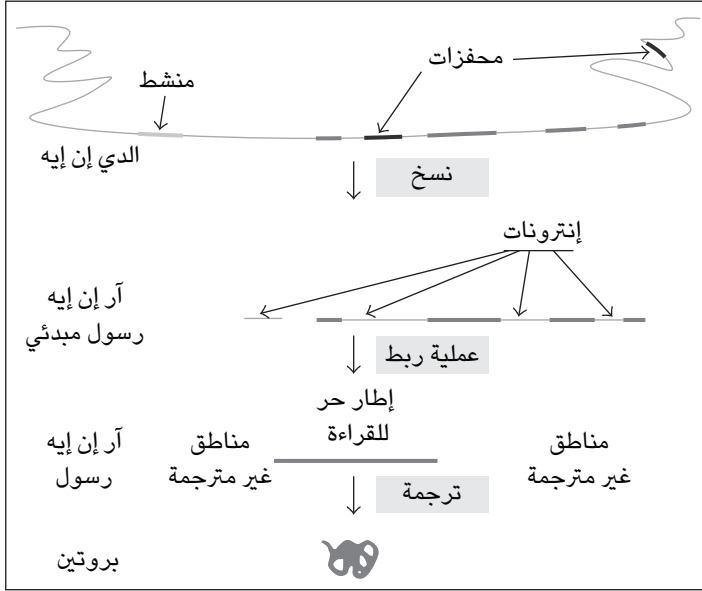 محفزات
منشط
الدي إن إيه
نسخ
إنترونات
آر إن إيه
رسول مبدئي
عملية ربط
إطار حر
للقراءة
مناطق
غير مترجمة
مناطق
غير مترجمة
آر إن إيه
رسول
ترجمة
بروتين